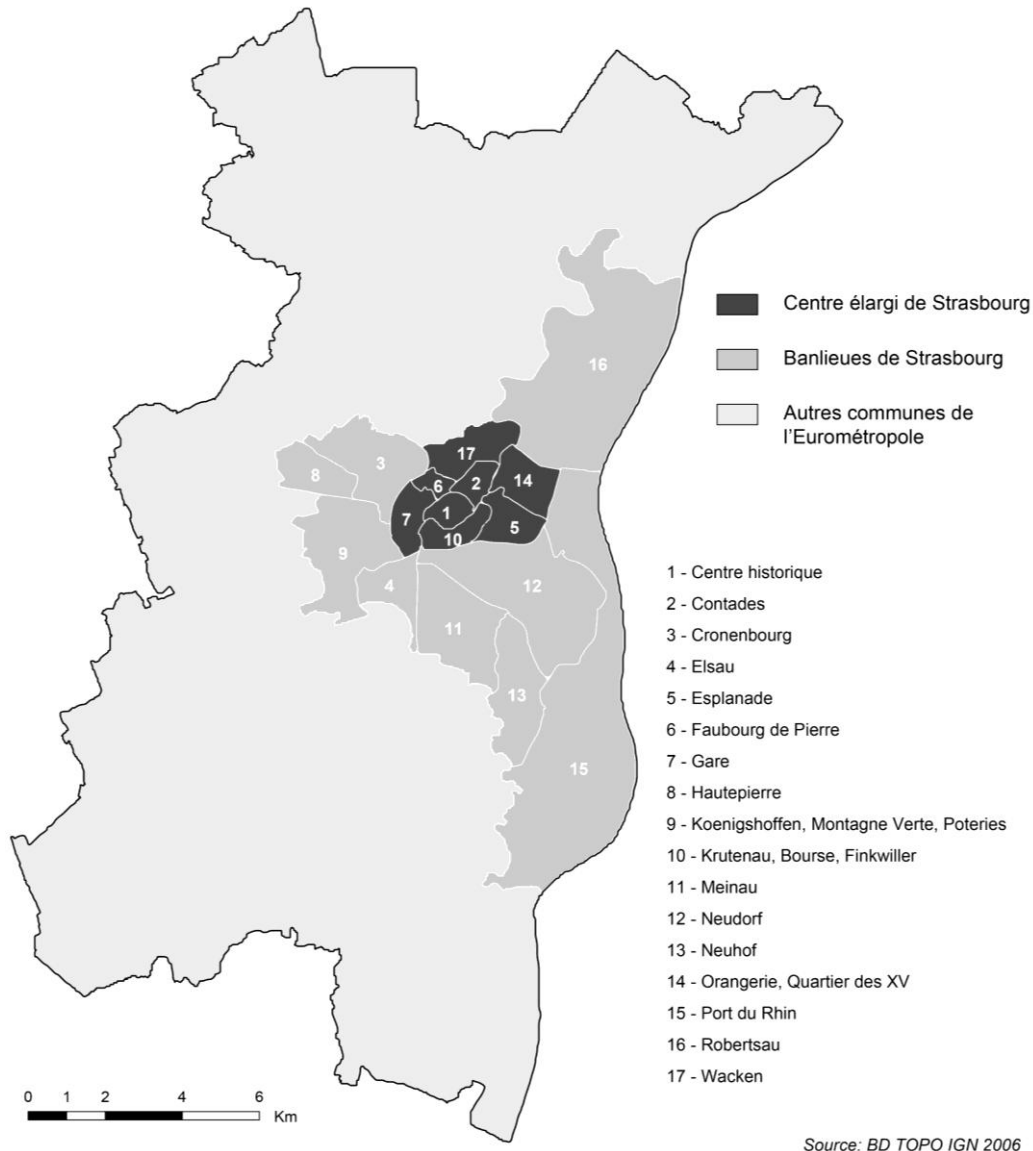 Centre élargi de Strasbourg
Banlieues de Strasbourg
Autres communes de
l'Eurométropole
16
17
3
8
6
2
14
7
1
5
10
9
4
12
11
13
15
1 - Centre historique
2 - Contades
3 - Cronenbourg
4 - Elsau
5 - Esplanade
6 - Faubourg de Pierre
7 - Gare
8 - Hautepierre
9 - Koenigshoffen, Montagne Verte, Poteries
10 - Krutenau, Bourse, Finkwiller
11 - Meinau
12 - Neudorf
13 - Neuhof
14 - Orangerie, Quartier des XV
15 - Port du Rhin
16 - Robertsau
17 - Wacken
0 1 2 4 6
Km
Source: BD TOPO IGN 2006